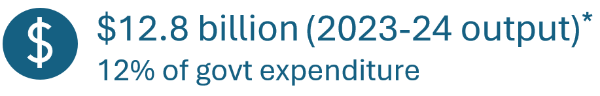 $
$12.8 billion (2023-24 output)*
12% of govt expenditure